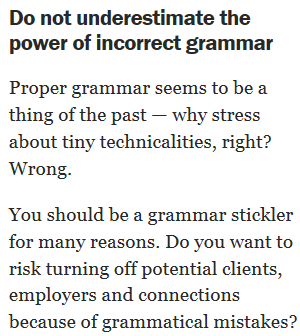 Do not underestimate the
power of incorrect grammar
Proper grammar seems to be a
thing of the past — why stress
about tiny technicalities, right?
Wrong.
You should be a grammar stickler
for many reasons. Do you want to
risk turning off potential clients,
employers and connections
because of grammatical mistakes?